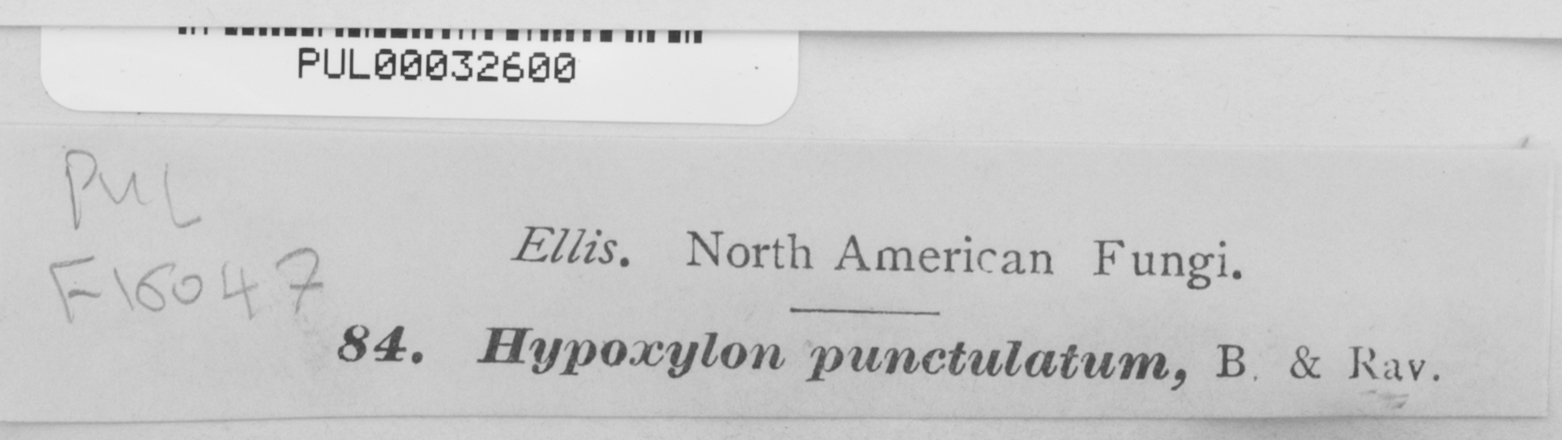 PUL00032600
PUL
F16047
Ellis. North American Fungi.
84. Hypoxylon punctulatum, B. & Rav.